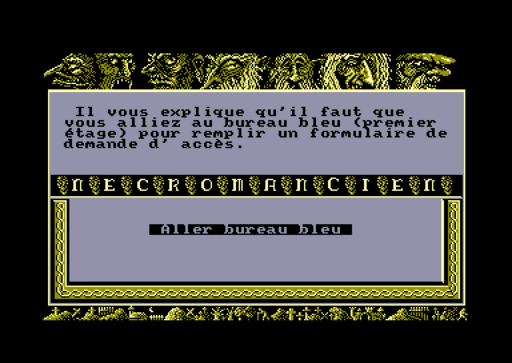 Il vous explique qu'il faut que
vous alliez au bureau bleu (premier
étage) pour remplir un formulaire de
demande d' accès.
NECROMANCIEN
Aller bureau bleu